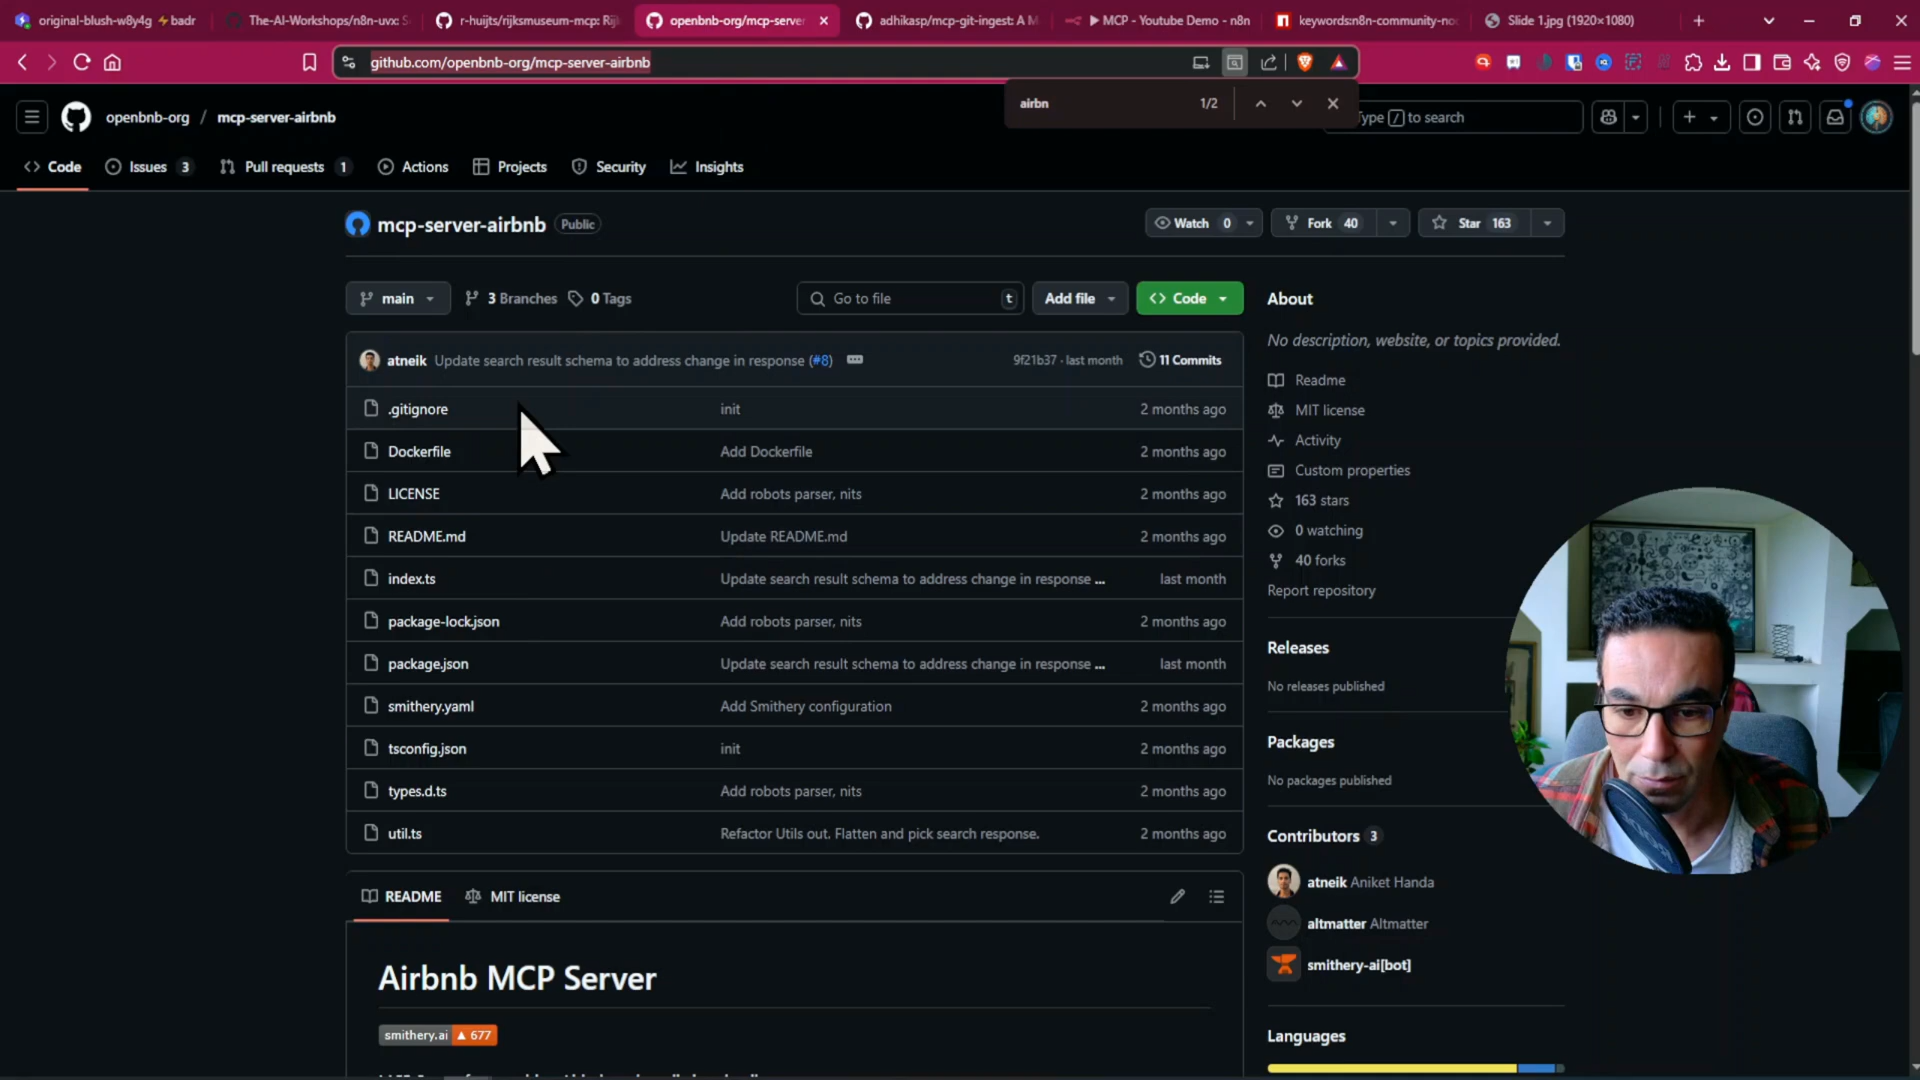 original-blush-w8y4g ⚡badr
The-AI-Workshops/n8n-uvx: S
r-huijts/rijksmuseum-mcp: Rij
openbnb-org/mcp-server
adhikasp/mcp-git-ingest: A M
▶ MCP - Youtube Demo - n8n
keywords:n8n-community-no
Slide 1.jpg (1920×1080)
github.com/openbnb-org/mcp-server-airbnb
airbn
1/2
openbnb-org / mcp-server-airbnb
Type / to search
Code
Issues 3
Pull requests 1
Actions
Projects
Security
Insights
mcp-server-airbnb
Public
Watch 0
Fork 40
Star 163
main
3 Branches
0 Tags
Go to file
t
Add file
Code
atneik Update search result schema to address change in response (#8)
9f21b37 · last month
11 Commits
.gitignore init 2 months ago
Dockerfile Add Dockerfile 2 months ago
LICENSE Add robots parser, nits 2 months ago
README.md Update README.md 2 months ago
index.ts Update search result schema to address change in response ... last month
package-lock.json Add robots parser, nits 2 months ago
package.json Update search result schema to address change in response ... last month
smithery.yaml Add Smithery configuration 2 months ago
tsconfig.json init 2 months ago
types.d.ts Add robots parser, nits 2 months ago
util.ts Refactor Utils out. Flatten and pick search response. 2 months ago
README
MIT license
Airbnb MCP Server
smithery.ai ▲ 677
About
No description, website, or topics provided.
Readme
MIT license
Activity
Custom properties
163 stars
0 watching
40 forks
Report repository
Releases
No releases published
Packages
No packages published
Contributors 3
atneik Aniket Handa
altmatter Altmatter
smithery-ai[bot]
Languages